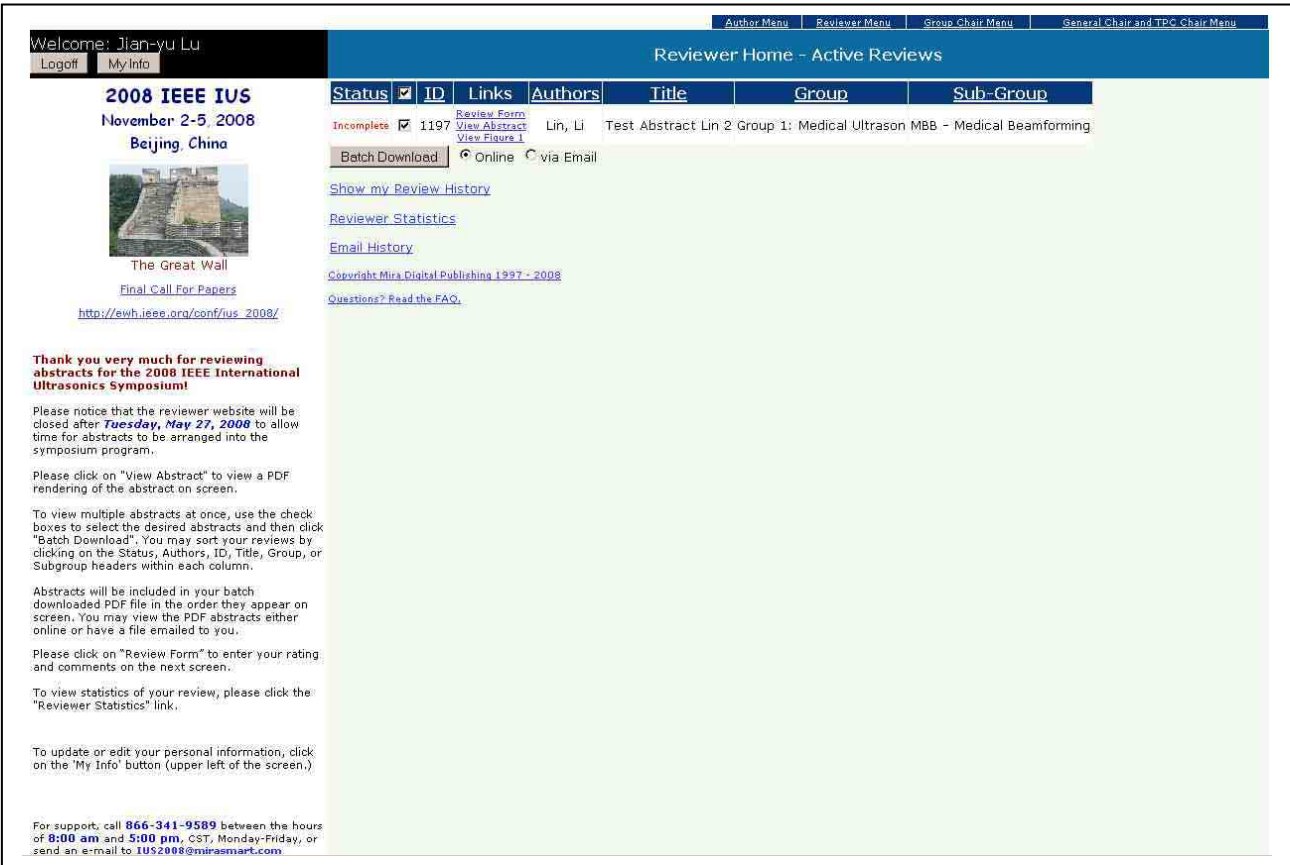 Author Menu Reviewer Menu Group Chair Menu General Chair and TPC Chair Menu
Welcome: Jian-yu Lu
Logoff My Info
Reviewer Home - Active Reviews
2008 IEEE IUS
November 2-5, 2008
Beijing, China
The Great Wall
Final Call For Papers
http://ewh.ieee.org/conf/ius_2008/
Thank you very much for reviewing
abstracts for the 2008 IEEE International
Ultrasonics Symposium!
Please notice that the reviewer website will be
closed after Tuesday, May 27, 2008 to allow
time for abstracts to be arranged into the
symposium program.
Please click on "View Abstract" to view a PDF
rendering of the abstract on screen.
To view multiple abstracts at once, use the check
boxes to select the desired abstracts and then click
"Batch Download". You may sort your reviews by
clicking on the Status, Authors, ID, Title, Group, or
Subgroup headers within each column.
Abstracts will be included in your batch
downloaded PDF file in the order they appear on
screen. You may view the PDF abstracts either
online or have a file emailed to you.
Please click on "Review Form" to enter your rating
and comments on the next screen.
To view statistics of your review, please click the
"Reviewer Statistics" link.
To update or edit your personal information, click
on the 'My Info' button (upper left of the screen.)
For support, call 866-341-9589 between the hours
of 8:00 am and 5:00 pm, CST, Monday-Friday, or
send an e-mail to IUS2008@mirasmart.com
Status ID Links Authors Title Group Sub-Group
Review Form
Incomplete 1197 View Abstract Lin, Li Test Abstract Lin 2 Group 1: Medical Ultrason MBB - Medical Beamforming
View Figure 1
Batch Download Online via Email
Show my Review History
Reviewer Statistics
Email History
Copyright Mira Digital Publishing 1997 - 2008
Questions? Read the FAQ.